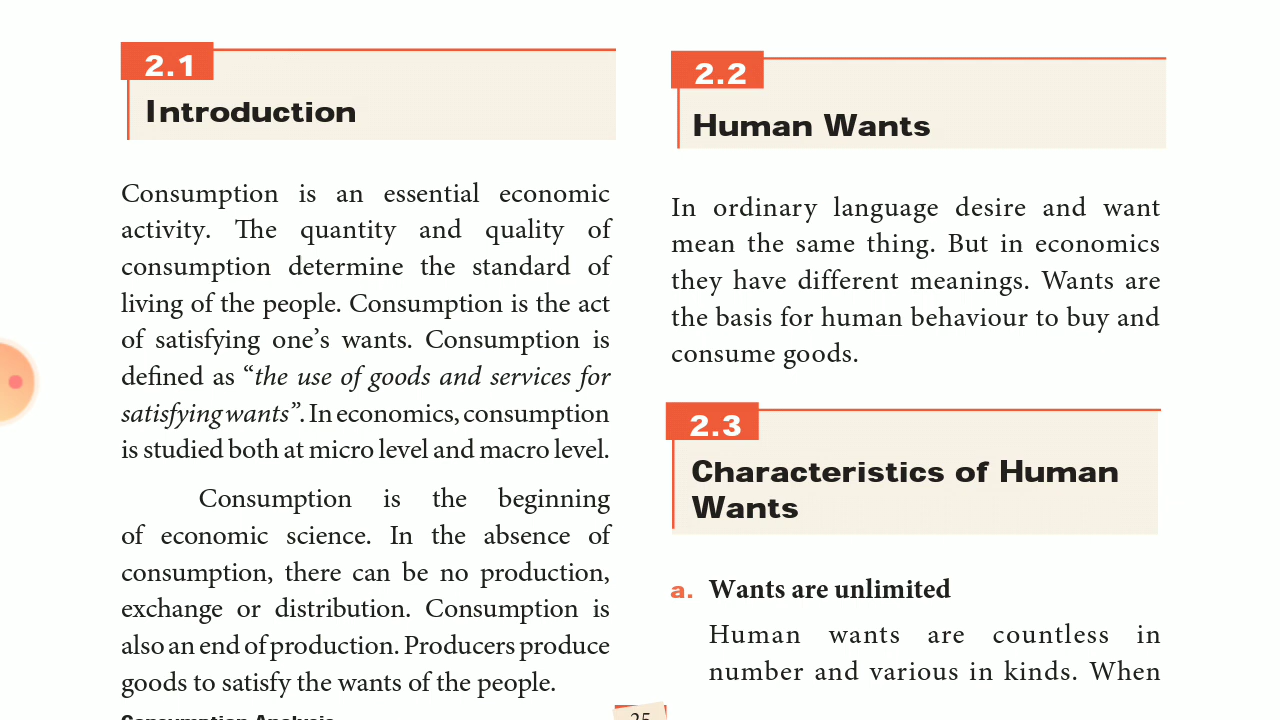 2.1
Introduction
Consumption is an essential economic
activity. The quantity and quality of
consumption determine the standard of
living of the people. Consumption is the act
of satisfying one’s wants. Consumption is
defined as “the use of goods and services for
satisfying wants”. In economics, consumption
is studied both at micro level and macro level.
Consumption is the beginning
of economic science. In the absence of
consumption, there can be no production,
exchange or distribution. Consumption is
also an end of production. Producers produce
goods to satisfy the wants of the people.
2.2
Human Wants
In ordinary language desire and want
mean the same thing. But in economics
they have different meanings. Wants are
the basis for human behaviour to buy and
consume goods.
2.3
Characteristics of Human
Wants
a. Wants are unlimited
Human wants are countless in
number and various in kinds. When
Consumption Analysis
25